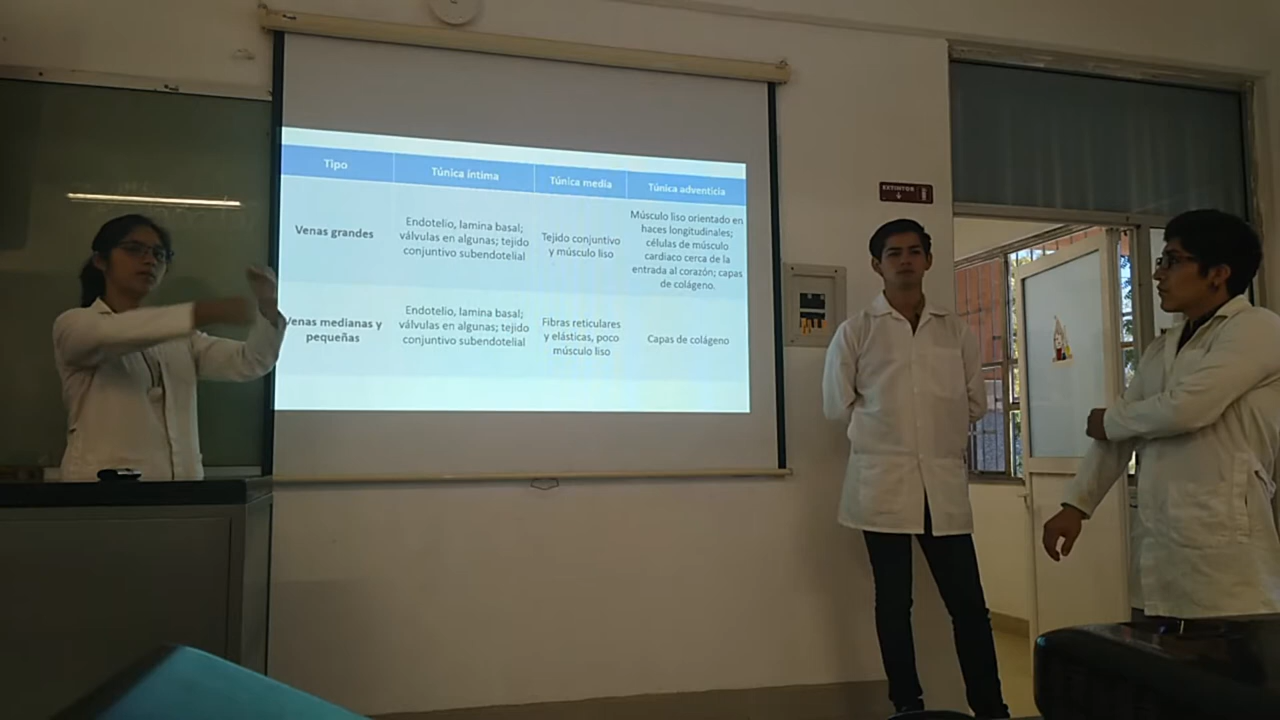 Tipo
Túnica íntima
Túnica media
Túnica adventicia
Venas grandes
Endotelio, lamina basal;
válvulas en algunas; tejido
conjuntivo subendotelial
Tejido conjuntivo
y músculo liso
Músculo liso orientado en
haces longitudinales;
células de músculo
cardiaco cerca de la
entrada al corazón; capas
de colágeno.
Venas medianas y
pequeñas
Endotelio, lamina basal;
válvulas en algunas; tejido
conjuntivo subendotelial
Fibras reticulares
y elásticas, poco
músculo liso
Capas de colágeno
EXTINTOR